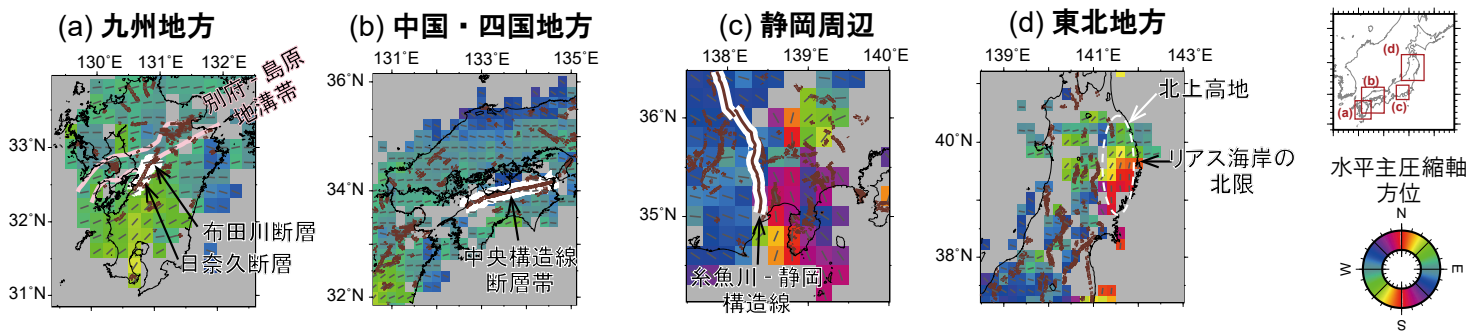 (a) 九州地方
130°E 131°E 132°E
33°N
32°N
31°N
別府 - 島原
地溝帯
布田川断層
日奈久断層
(b) 中国・四国地方
131°E 133°E 135°E
36°N
34°N
32°N
中央構造線
断層帯
(c) 静岡周辺
138°E 139°E 140°E
36°N
35°N
糸魚川 - 静岡
構造線
(d) 東北地方
139°E 141°E 143°E
40°N
38°N
北上高地
リアス海岸の
北限
(d)
(b)
(a)
(c)
水平主圧縮軸
方位
N
W
E
S